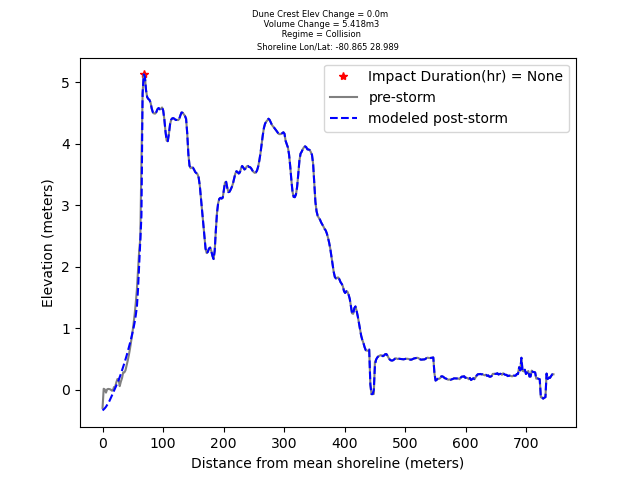 Dune Crest Elev Change = 0.0m
Volume Change = 5.418m3
Regime = Collision
Shoreline Lon/Lat: -80.865 28.989
Impact Duration(hr) = None
pre-storm
modeled post-storm
Elevation (meters)
5
4
3
2
1
0
0 100 200 300 400 500 600 700
Distance from mean shoreline (meters)